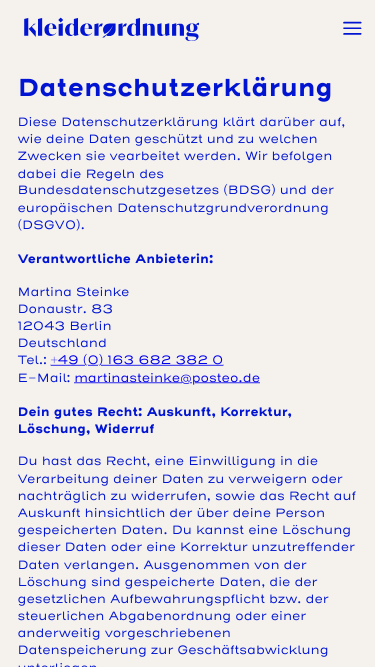 kleiderordnung
Datenschutzerklärung
Diese Datenschutzerklärung klärt darüber auf,
wie deine Daten geschützt und zu welchen
Zwecken sie vearbeitet werden. Wir befolgen
dabei die Regeln des
Bundesdatenschutzgesetzes (BDSG) und der
europäischen Datenschutzgrundverordnung
(DSGVO).
Verantwortliche Anbieterin:
Martina Steinke
Donaustr. 83
12043 Berlin
Deutschland
Tel.: +49 (0) 163 682 382 0
E-Mail: martinasteinke@posteo.de
Dein gutes Recht: Auskunft, Korrektur,
Löschung, Widerruf
Du hast das Recht, eine Einwilligung in die
Verarbeitung deiner Daten zu verweigern oder
nachträglich zu widerrufen, sowie das Recht auf
Auskunft hinsichtlich der über deine Person
gespeicherten Daten. Du kannst eine Löschung
dieser Daten oder eine Korrektur unzutreffender
Daten verlangen. Ausgenommen von der
Löschung sind gespeicherte Daten, die der
gesetzlichen Aufbewahrungspflicht bzw. der
steuerlichen Abgabenordnung oder einer
anderweitig vorgeschriebenen
Datenspeicherung zur Geschäftsabwicklung
unterliegen.